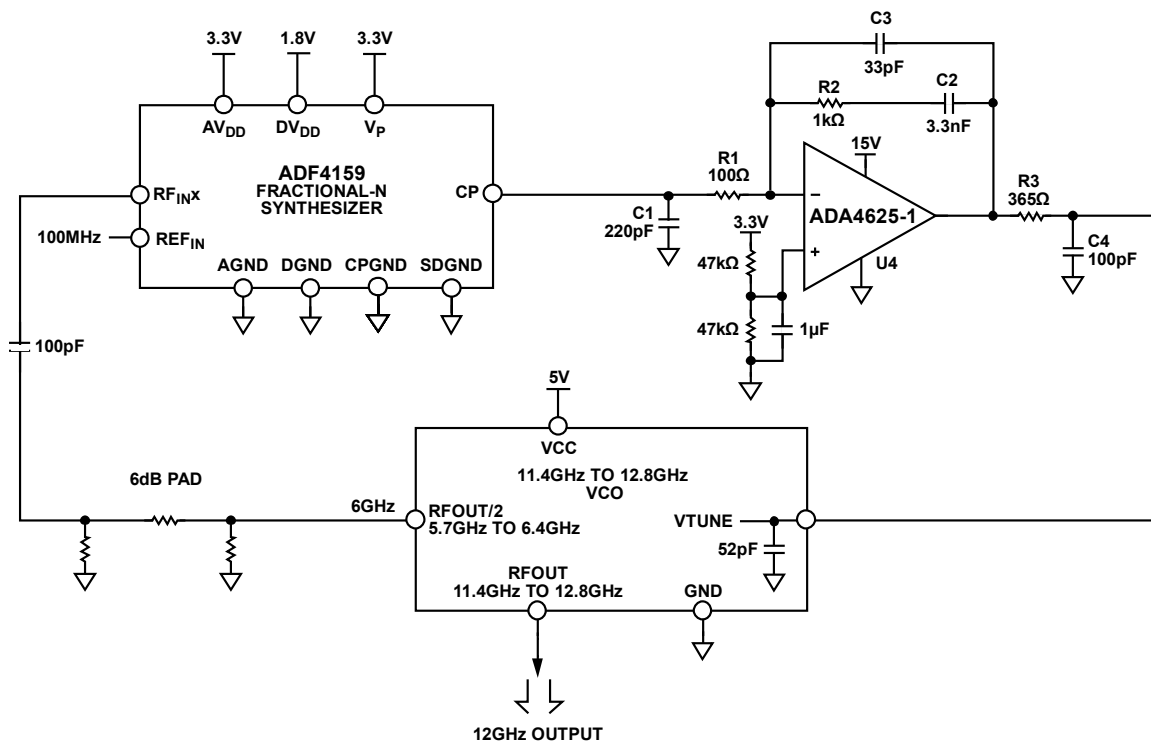 3.3V
1.8V
3.3V
AVDD
DVDD
VP
ADF4159
FRACTIONAL-N
SYNTHESIZER
RFINX
CP
100MHz
REFIN
AGND
DGND
CPGND
SDGND
C3
33pF
R2
1kΩ
C2
3.3nF
R1
100Ω
15V
−
ADA4625-1
+
U4
C1
220pF
3.3V
47kΩ
47kΩ
1µF
R3
365Ω
C4
100pF
100pF
5V
VCC
11.4GHz TO 12.8GHz
VCO
6dB PAD
6GHz
RFOUT/2
5.7GHz TO 6.4GHz
VTUNE
52pF
RFOUT
11.4GHz TO 12.8GHz
GND
12GHz OUTPUT